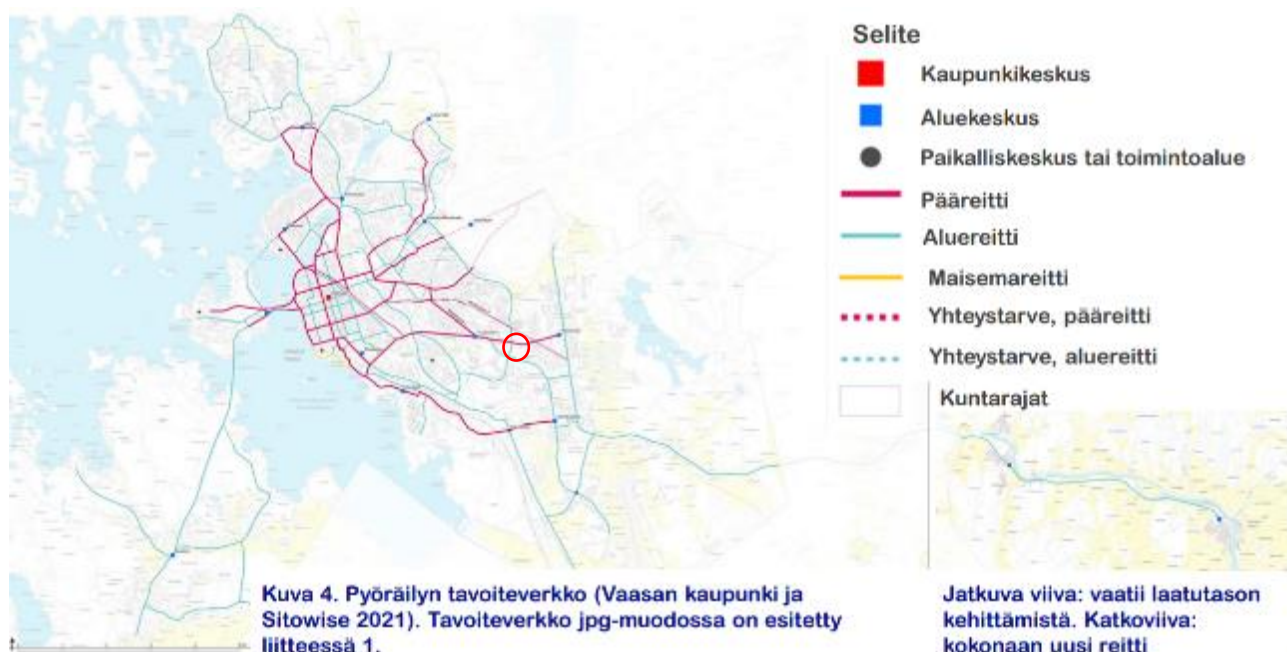 Selite
Kaupunkikeskus
Aluekeskus
Paikalliskeskus tai toimintoalue
Pääreitti
Aluereitti
Maisemareitti
Yhteystarve, pääreitti
Yhteystarve, aluereitti
Kuntarajat
Kuva 4. Pyöräilyn tavoiteverkko (Vaasan kaupunki ja
Sitowise 2021). Tavoiteverkko jpg-muodossa on esitetty
liitteessä 1.
Jatkuva viiva: vaatii laatutason
kehittämistä. Katkoviiva:
kokonaan uusi reitti